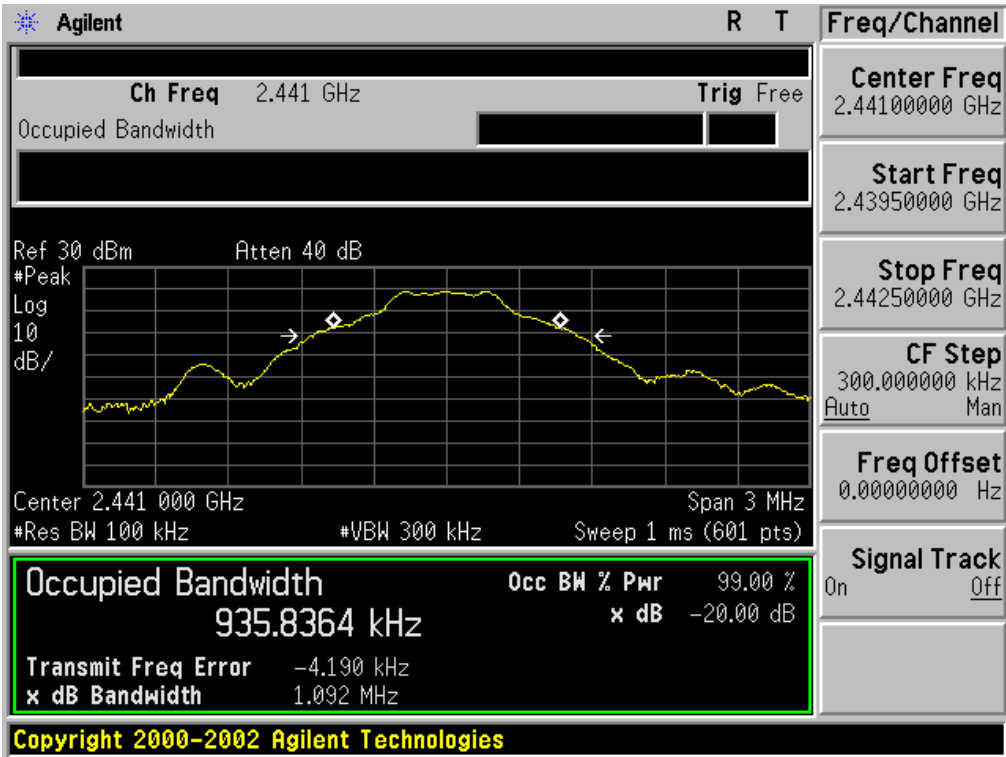 Agilent R T
Freq/Channel
Ch Freq 2.441 GHz Trig Free
Occupied Bandwidth
Center Freq
2.44100000 GHz
Start Freq
2.43950000 GHz
Stop Freq
2.44250000 GHz
CF Step
300.000000 kHz
Auto Man
Freq Offset
0.00000000 Hz
Signal Track
On Off
Ref 30 dBm Atten 40 dB
#Peak
Log
10
dB/
Center 2.441 000 GHz Span 3 MHz
#Res BW 100 kHz #VBW 300 kHz Sweep 1 ms (601 pts)
Occupied Bandwidth
935.8364 kHz
Occ BW % Pwr 99.00 %
x dB -20.00 dB
Transmit Freq Error -4.190 kHz
x dB Bandwidth 1.092 MHz
Copyright 2000-2002 Agilent Technologies